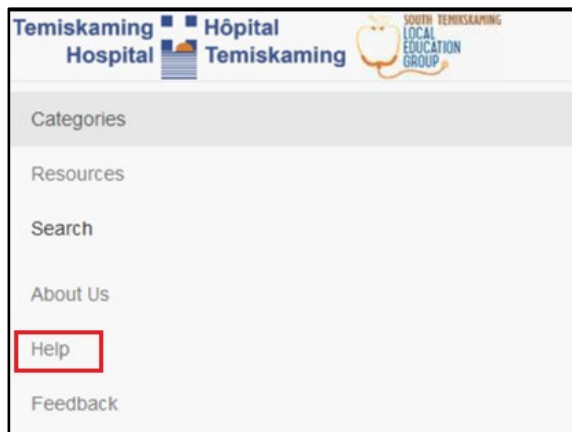 Temiskaming Hôpital
Hospital Temiskaming
SOUTH TEMISKAMING
LOCAL
EDUCATION
GROUP
Categories
Resources
Search
About Us
Help
Feedback